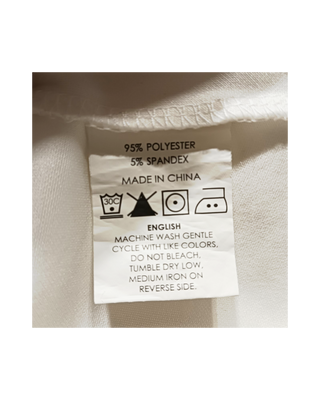 95% POLYESTER
5% SPANDEX
MADE IN CHINA
30C
ENGLISH
MACHINE WASH GENTLE
CYCLE WITH LIKE COLORS,
DO NOT BLEACH,
TUMBLE DRY LOW,
MEDIUM IRON ON
REVERSE SIDE.